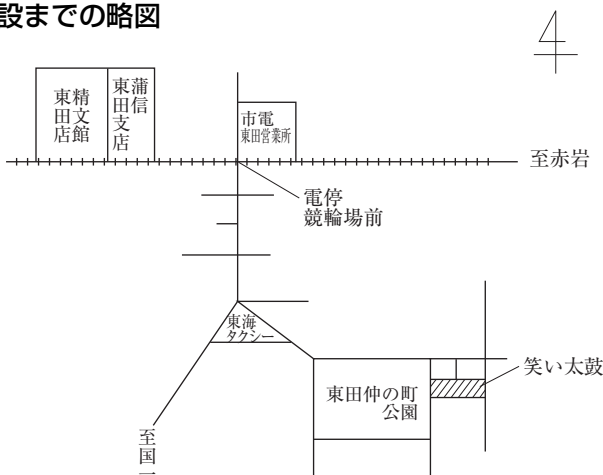 設までの略図
精文館
東田店
蒲信
東田支店
市電
東田営業所
至赤岩
電停
競輪場前
東海
タクシー
笑い太鼓
東田仲の町
公園
至国一